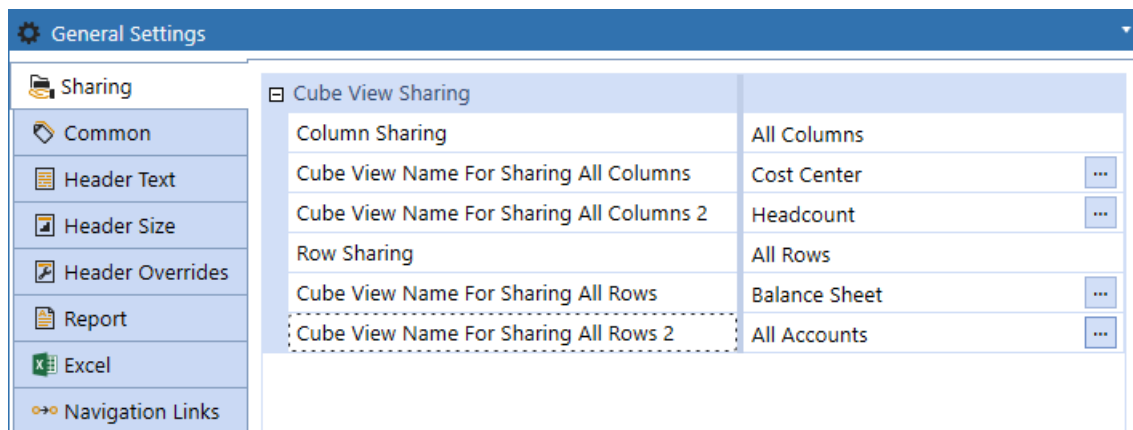 General Settings
Sharing
Common
Header Text
Header Size
Header Overrides
Report
Excel
Navigation Links
Cube View Sharing
Column Sharing All Columns
Cube View Name For Sharing All Columns Cost Center ...
Cube View Name For Sharing All Columns 2 Headcount ...
Row Sharing All Rows
Cube View Name For Sharing All Rows Balance Sheet ...
Cube View Name For Sharing All Rows 2 All Accounts ...